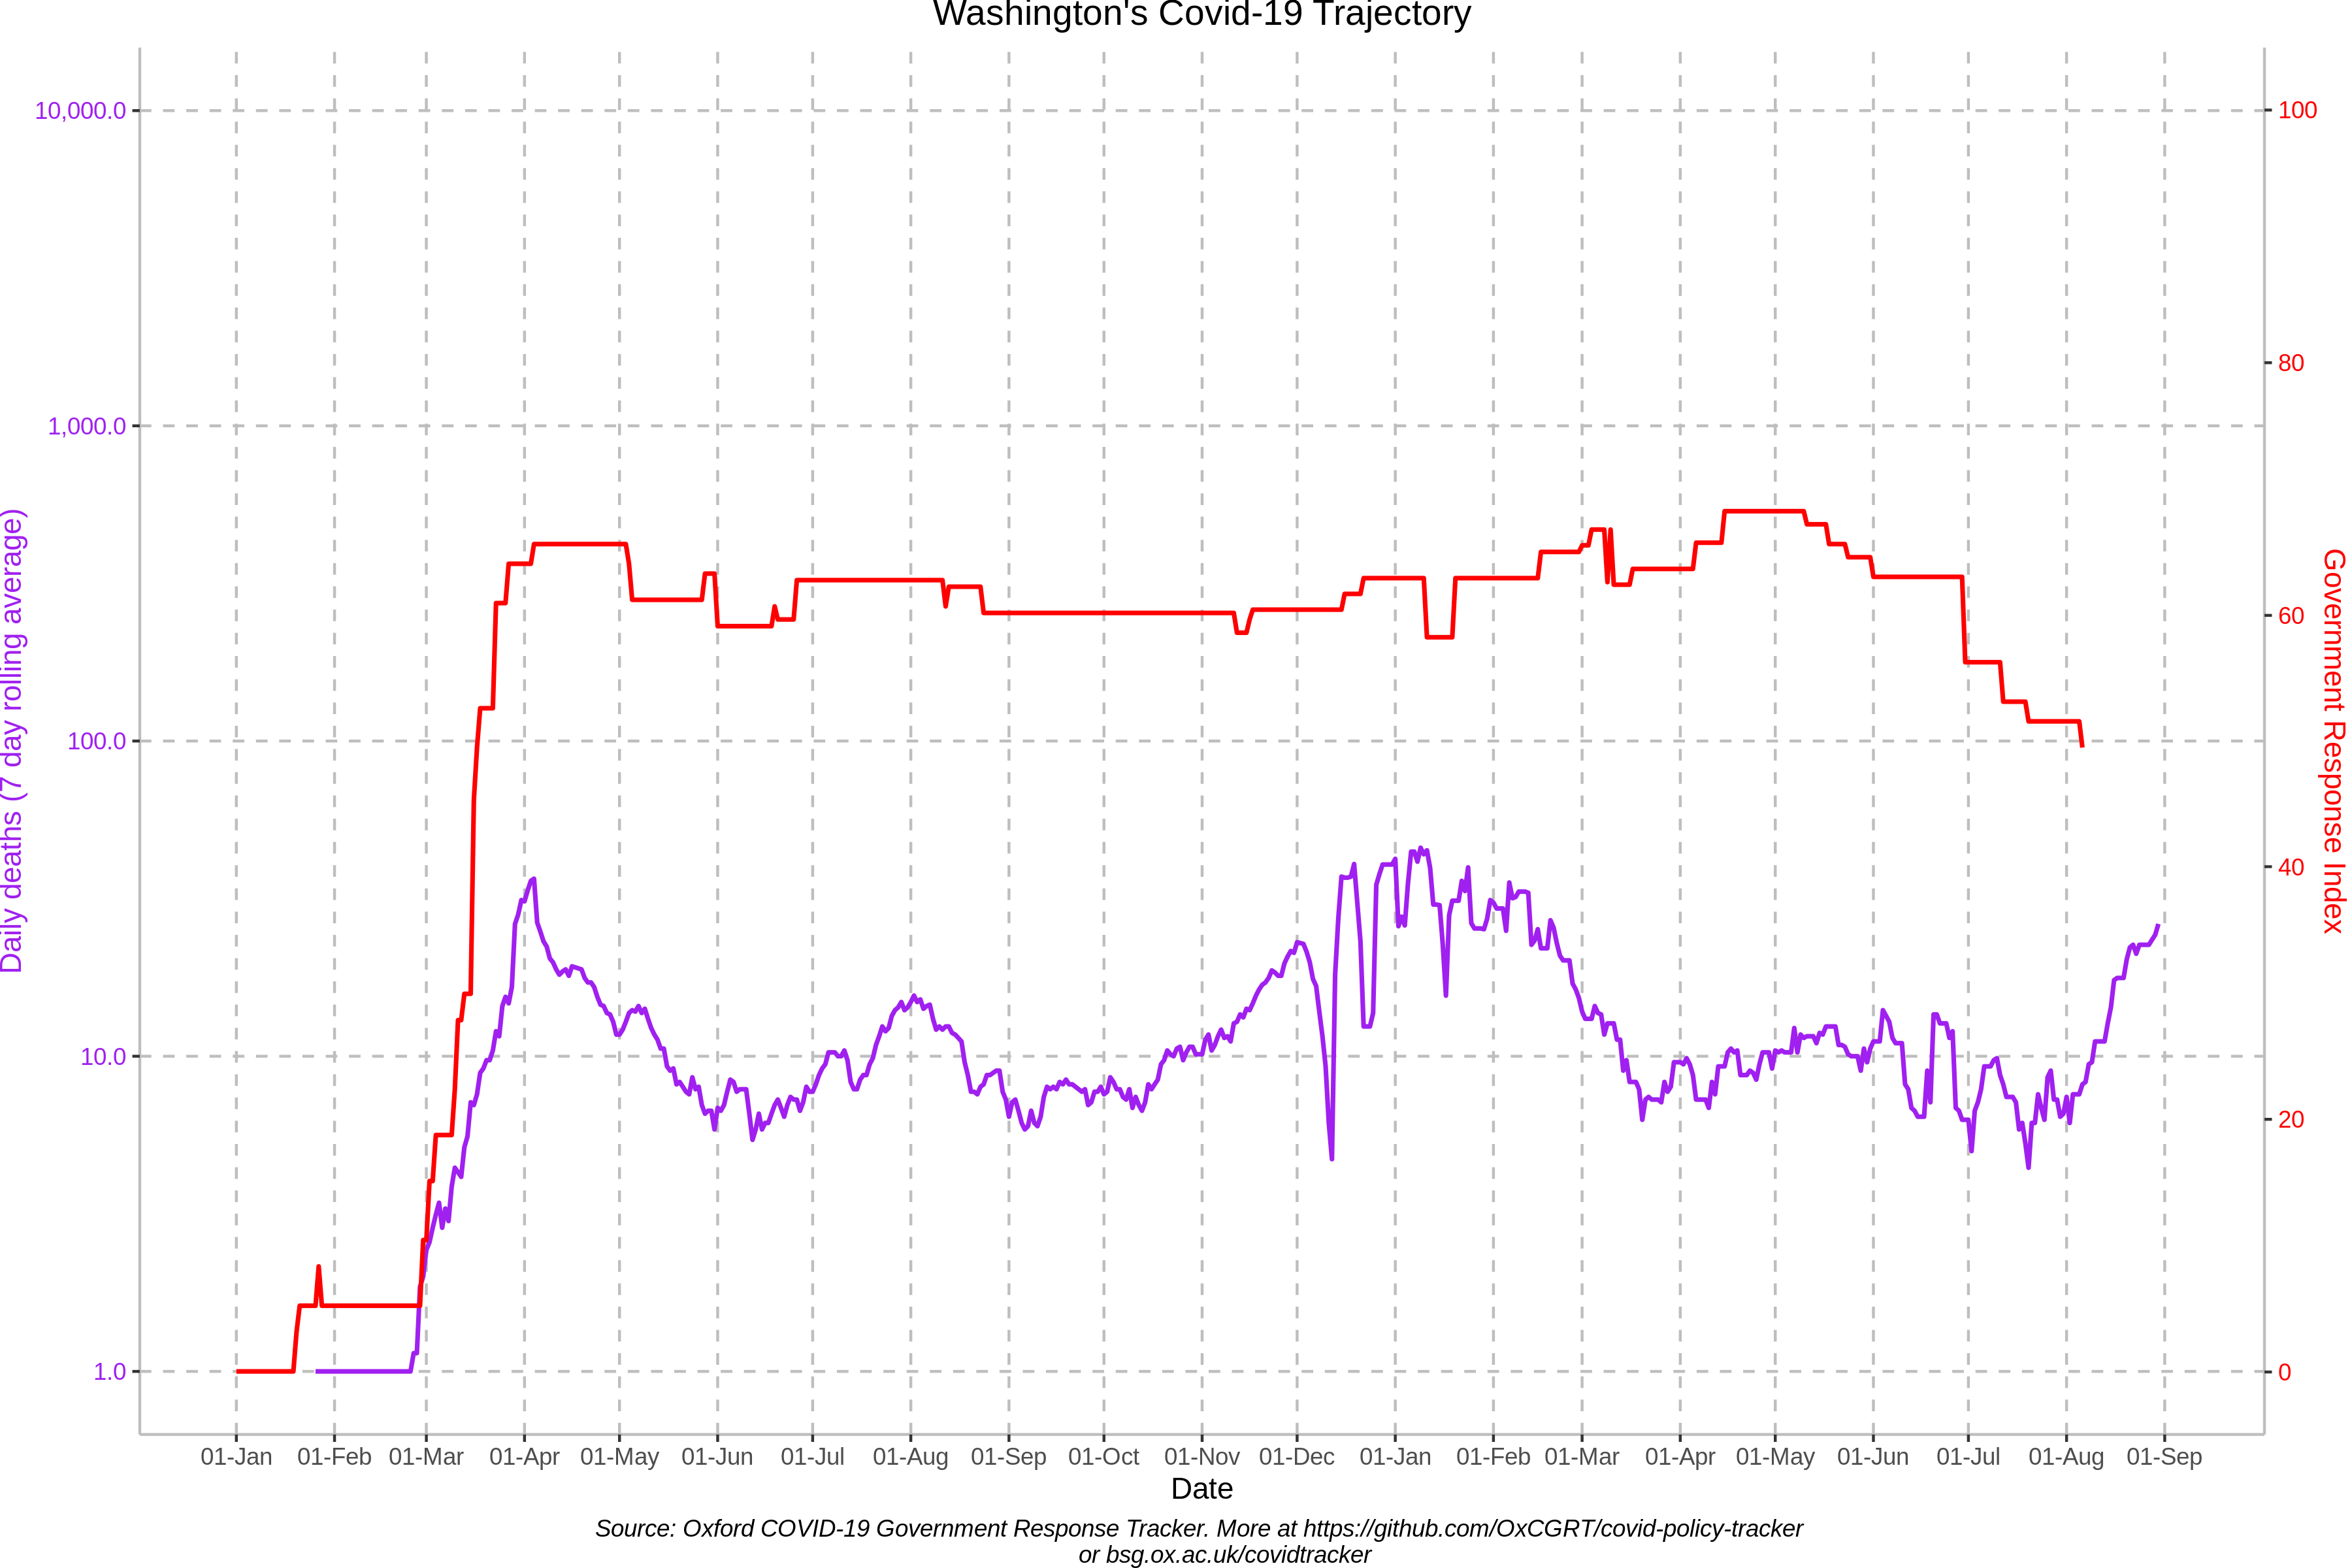 Washington's Covid-19 Trajectory
10,000.0
1,000.0
100.0
10.0
1.0
Daily deaths (7 day rolling average)
100
80
60
40
20
0
Government Response Index
01-Jan 01-Feb 01-Mar 01-Apr 01-May 01-Jun 01-Jul 01-Aug 01-Sep 01-Oct 01-Nov 01-Dec 01-Jan 01-Feb 01-Mar 01-Apr 01-May 01-Jun 01-Jul 01-Aug 01-Sep
Date
Source: Oxford COVID-19 Government Response Tracker. More at https://github.com/OxCGRT/covid-policy-tracker
or bsg.ox.ac.uk/covidtracker